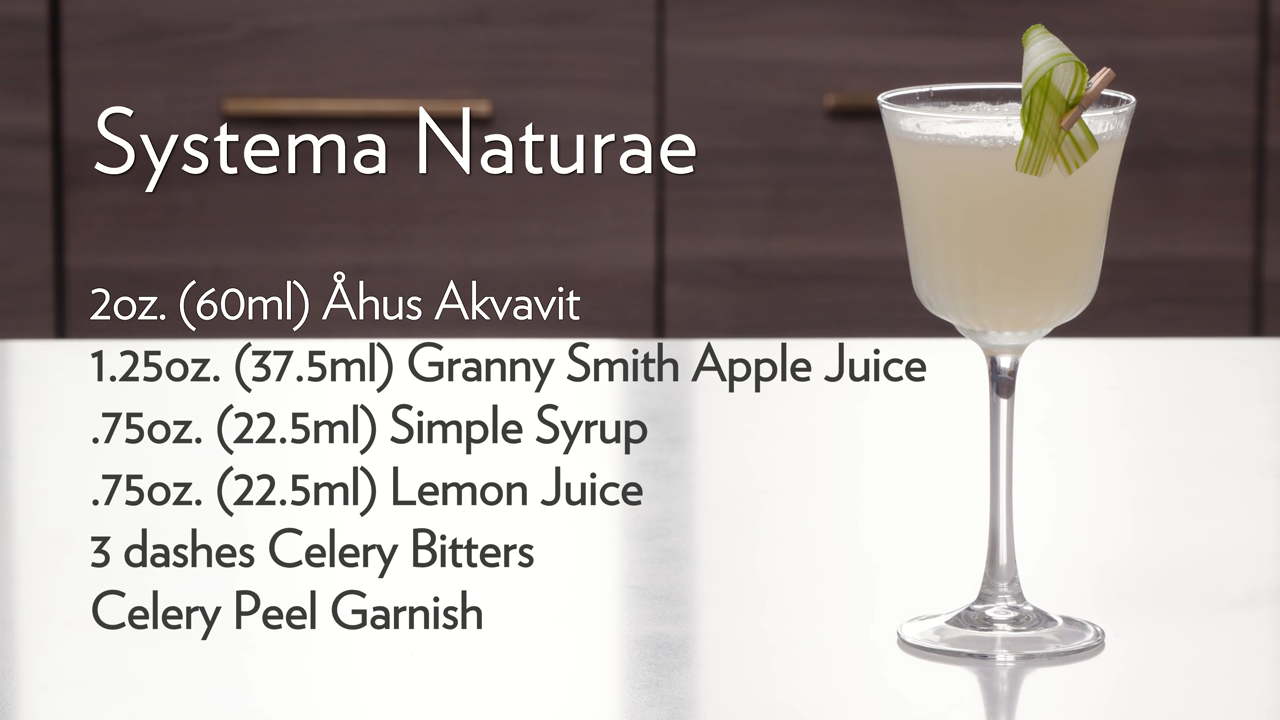 Systema Naturae
2oz. (60ml) Åhus Akvavit
1.25oz. (37.5ml) Granny Smith Apple Juice
.75oz. (22.5ml) Simple Syrup
.75oz. (22.5ml) Lemon Juice
3 dashes Celery Bitters
Celery Peel Garnish